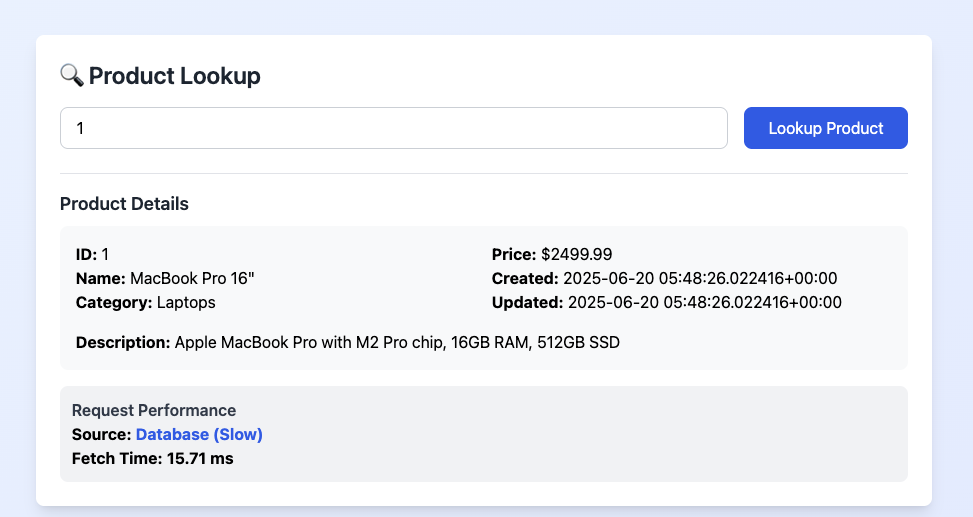 🔍 Product Lookup
1
Lookup Product
Product Details
ID: 1
Name: MacBook Pro 16"
Category: Laptops
Price: $2499.99
Created: 2025-06-20 05:48:26.022416+00:00
Updated: 2025-06-20 05:48:26.022416+00:00
Description: Apple MacBook Pro with M2 Pro chip, 16GB RAM, 512GB SSD
Request Performance
Source: Database (Slow)
Fetch Time: 15.71 ms